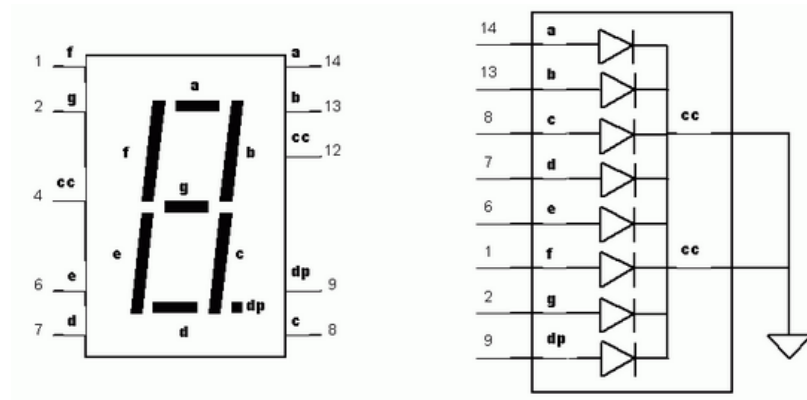 1 f a 14
a
2 g b 13
cc 12
f b
4 cc g
e c
6 e dp 9
dp
7 d d c 8
14 a
13 b
8 c cc
7 d
6 e
1 f cc
2 g
9 dp